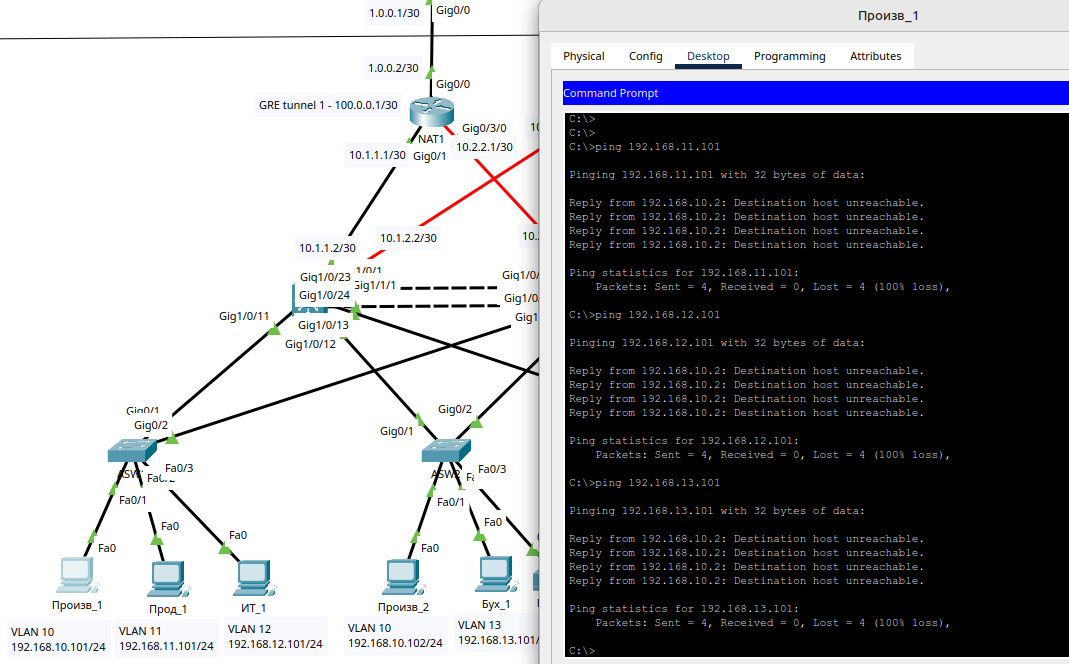 1.0.0.1/30
Gig0/0
1.0.0.2/30
Gig0/0
GRE tunnel 1 - 100.0.0.1/30
NAT1
Gig0/3/0
10.1.1.1/30
Gig0/1
10.2.2.1/30
10.1.1.2/30
10.1.2.2/30
Gig1/0/23
Gig1/1/1
Gig1/0/24
Gig1/0/11
Gig1/0/13
Gig1/0/12
Gig0/1
Gig0/2
Fa0/3
Fa0/1
Fa0
Fa0
Fa0
Произв_1
Прод_1
ИТ_1
VLAN 10
192.168.10.101/24
VLAN 11
192.168.11.101/24
VLAN 12
192.168.12.101/24
Gig0/2
Gig0/1
ASW2
Fa0/3
Fa0/1
Fa0
Fa0
Произв_2
Бух_1
VLAN 10
192.168.10.102/24
VLAN 13
192.168.13.101/
Произв_1
Physical Config Desktop Programming Attributes
Command Prompt
C:\>
C:\>
C:\>ping 192.168.11.101
Pinging 192.168.11.101 with 32 bytes of data:
Reply from 192.168.10.2: Destination host unreachable.
Reply from 192.168.10.2: Destination host unreachable.
Reply from 192.168.10.2: Destination host unreachable.
Reply from 192.168.10.2: Destination host unreachable.
Ping statistics for 192.168.11.101:
Packets: Sent = 4, Received = 0, Lost = 4 (100% loss),
C:\>ping 192.168.12.101
Pinging 192.168.12.101 with 32 bytes of data:
Reply from 192.168.10.2: Destination host unreachable.
Reply from 192.168.10.2: Destination host unreachable.
Reply from 192.168.10.2: Destination host unreachable.
Reply from 192.168.10.2: Destination host unreachable.
Ping statistics for 192.168.12.101:
Packets: Sent = 4, Received = 0, Lost = 4 (100% loss),
C:\>ping 192.168.13.101
Pinging 192.168.13.101 with 32 bytes of data:
Reply from 192.168.10.2: Destination host unreachable.
Reply from 192.168.10.2: Destination host unreachable.
Reply from 192.168.10.2: Destination host unreachable.
Reply from 192.168.10.2: Destination host unreachable.
Ping statistics for 192.168.13.101:
Packets: Sent = 4, Received = 0, Lost = 4 (100% loss),
C:\>